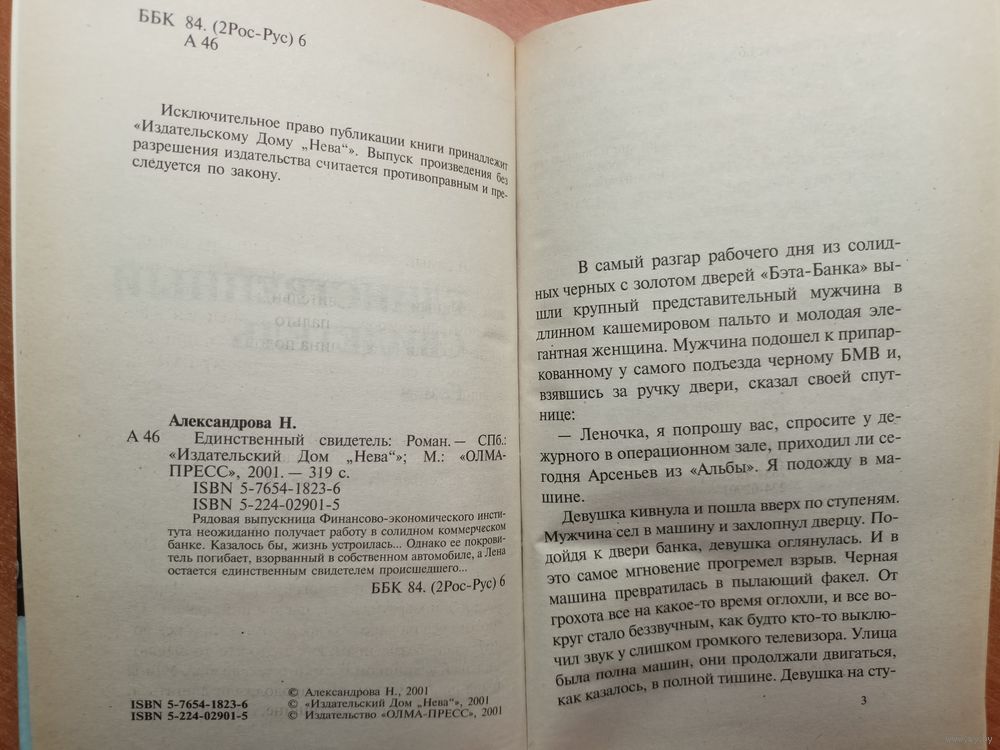 ББК 84. (2Рос-Рус) 6
А 46
Исключительное право публикации книги принадлежит
«Издательскому Дому „Нева“». Выпуск произведения без
разрешения издательства считается противоправным и пре-
следуется по закону.
Александрова Н.
А 46 Единственный свидетель: Роман. — СПб.:
«Издательский Дом „Нева“»; М.: «ОЛМА-
ПРЕСС», 2001. — 319 с.
ISBN 5-7654-1823-6
ISBN 5-224-02901-5
Рядовая выпускница Финансово-экономического инсти-
тута неожиданно получает работу в солидном коммерческом
банке. Казалось бы, жизнь устроилась... Однако ее покрови-
тель погибает, взорванный в собственном автомобиле, а Лена
остается единственным свидетелем происшедшего...
ББК 84. (2Рос-Рус) 6
© Александрова Н., 2001
ISBN 5-7654-1823-6 © «Издательский Дом „Нева“», 2001
ISBN 5-224-02901-5 © Издательство «ОЛМА-ПРЕСС», 2001
В самый разгар рабочего дня из солид-
ных черных с золотом дверей «Бэта-Банка» вы-
шли крупный представительный мужчина в
длинном кашемировом пальто и молодая эле-
гантная женщина. Мужчина подошел к припар-
кованному у самого подъезда черному БМВ и,
взявшись за ручку двери, сказал своей спут-
нице:
— Леночка, я попрошу вас, спросите у де-
журного в операционном зале, приходил ли се-
годня Арсеньев из «Альбы». Я подожду в ма-
шине.
Девушка кивнула и пошла вверх по ступеням.
Мужчина сел в машину и захлопнул дверцу. По-
дойдя к двери банка, девушка оглянулась. И в
это самое мгновение прогремел взрыв. Черная
машина превратилась в пылающий факел. От
грохота все на какое-то время оглохли, и все во-
круг стало беззвучным, как будто кто-то выклю-
чил звук у слишком громкого телевизора. Улица
была полна машин, они продолжали двигаться,
как казалось, в полной тишине. Девушка на сту-
3